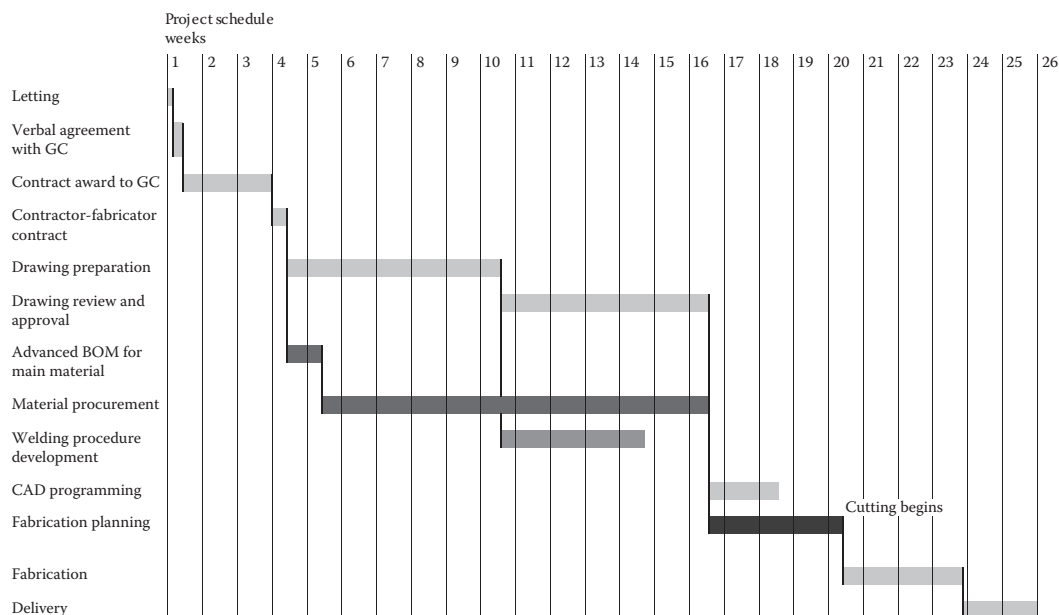 Project schedule
weeks
1 2 3 4 5 6 7 8 9 10 11 12 13 14 15 16 17 18 19 20 21 22 23 24 25 26
Letting
Verbal agreement
with GC
Contract award to GC
Contractor-fabricator
contract
Drawing preparation
Drawing review and
approval
Advanced BOM for
main material
Material procurement
Welding procedure
development
CAD programming
Cutting begins
Fabrication planning
Fabrication
Delivery